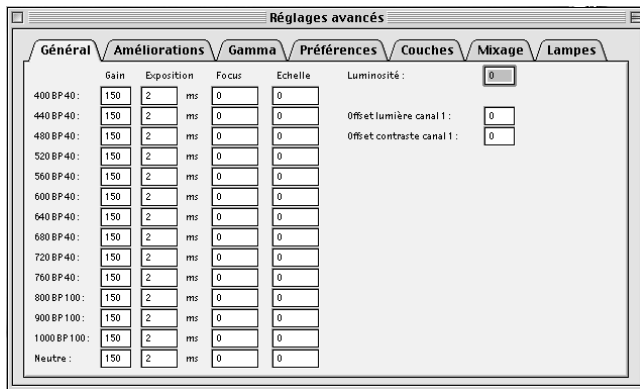 Réglages avancés
Général Améliorations Gamma Préférences Couches Mixage Lampes
Gain Exposition Focus Echelle Luminosité : 0
400 BP 40 : 150 2 ms 0 0
440 BP 40 : 150 2 ms 0 0 Offset lumière canal 1 : 0
480 BP 40 : 150 2 ms 0 0 Offset contraste canal 1 : 0
520 BP 40 : 150 2 ms 0 0
560 BP 40 : 150 2 ms 0 0
600 BP 40 : 150 2 ms 0 0
640 BP 40 : 150 2 ms 0 0
680 BP 40 : 150 2 ms 0 0
720 BP 40 : 150 2 ms 0 0
760 BP 40 : 150 2 ms 0 0
800 BP 100 : 150 2 ms 0 0
900 BP 100 : 150 2 ms 0 0
1000 BP 100 : 150 2 ms 0 0
Neutre : 150 2 ms 0 0